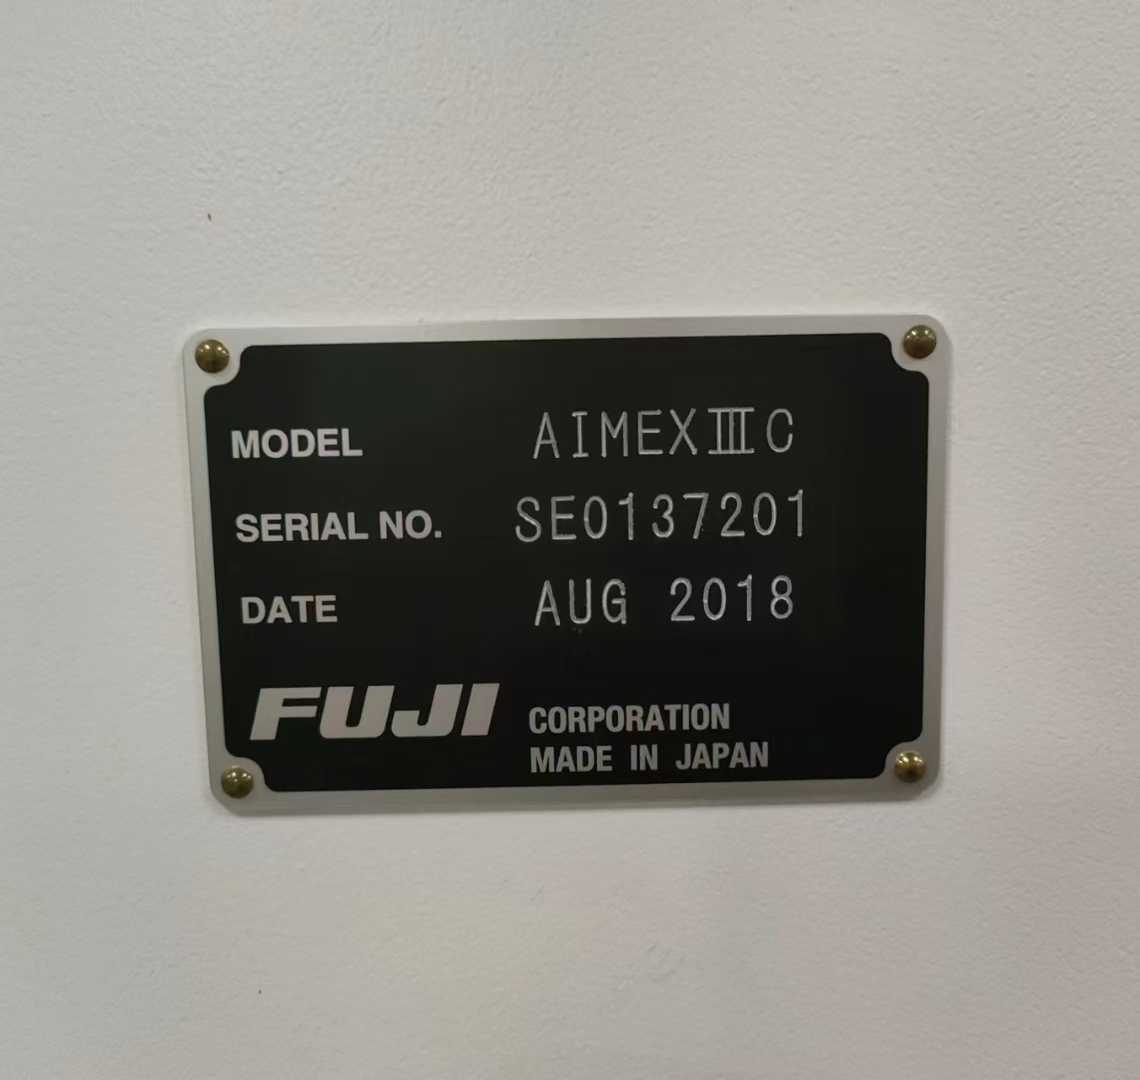 MODEL AIMEXⅢC
SERIAL NO. SE0137201
DATE AUG 2018
FUJI CORPORATION
MADE IN JAPAN